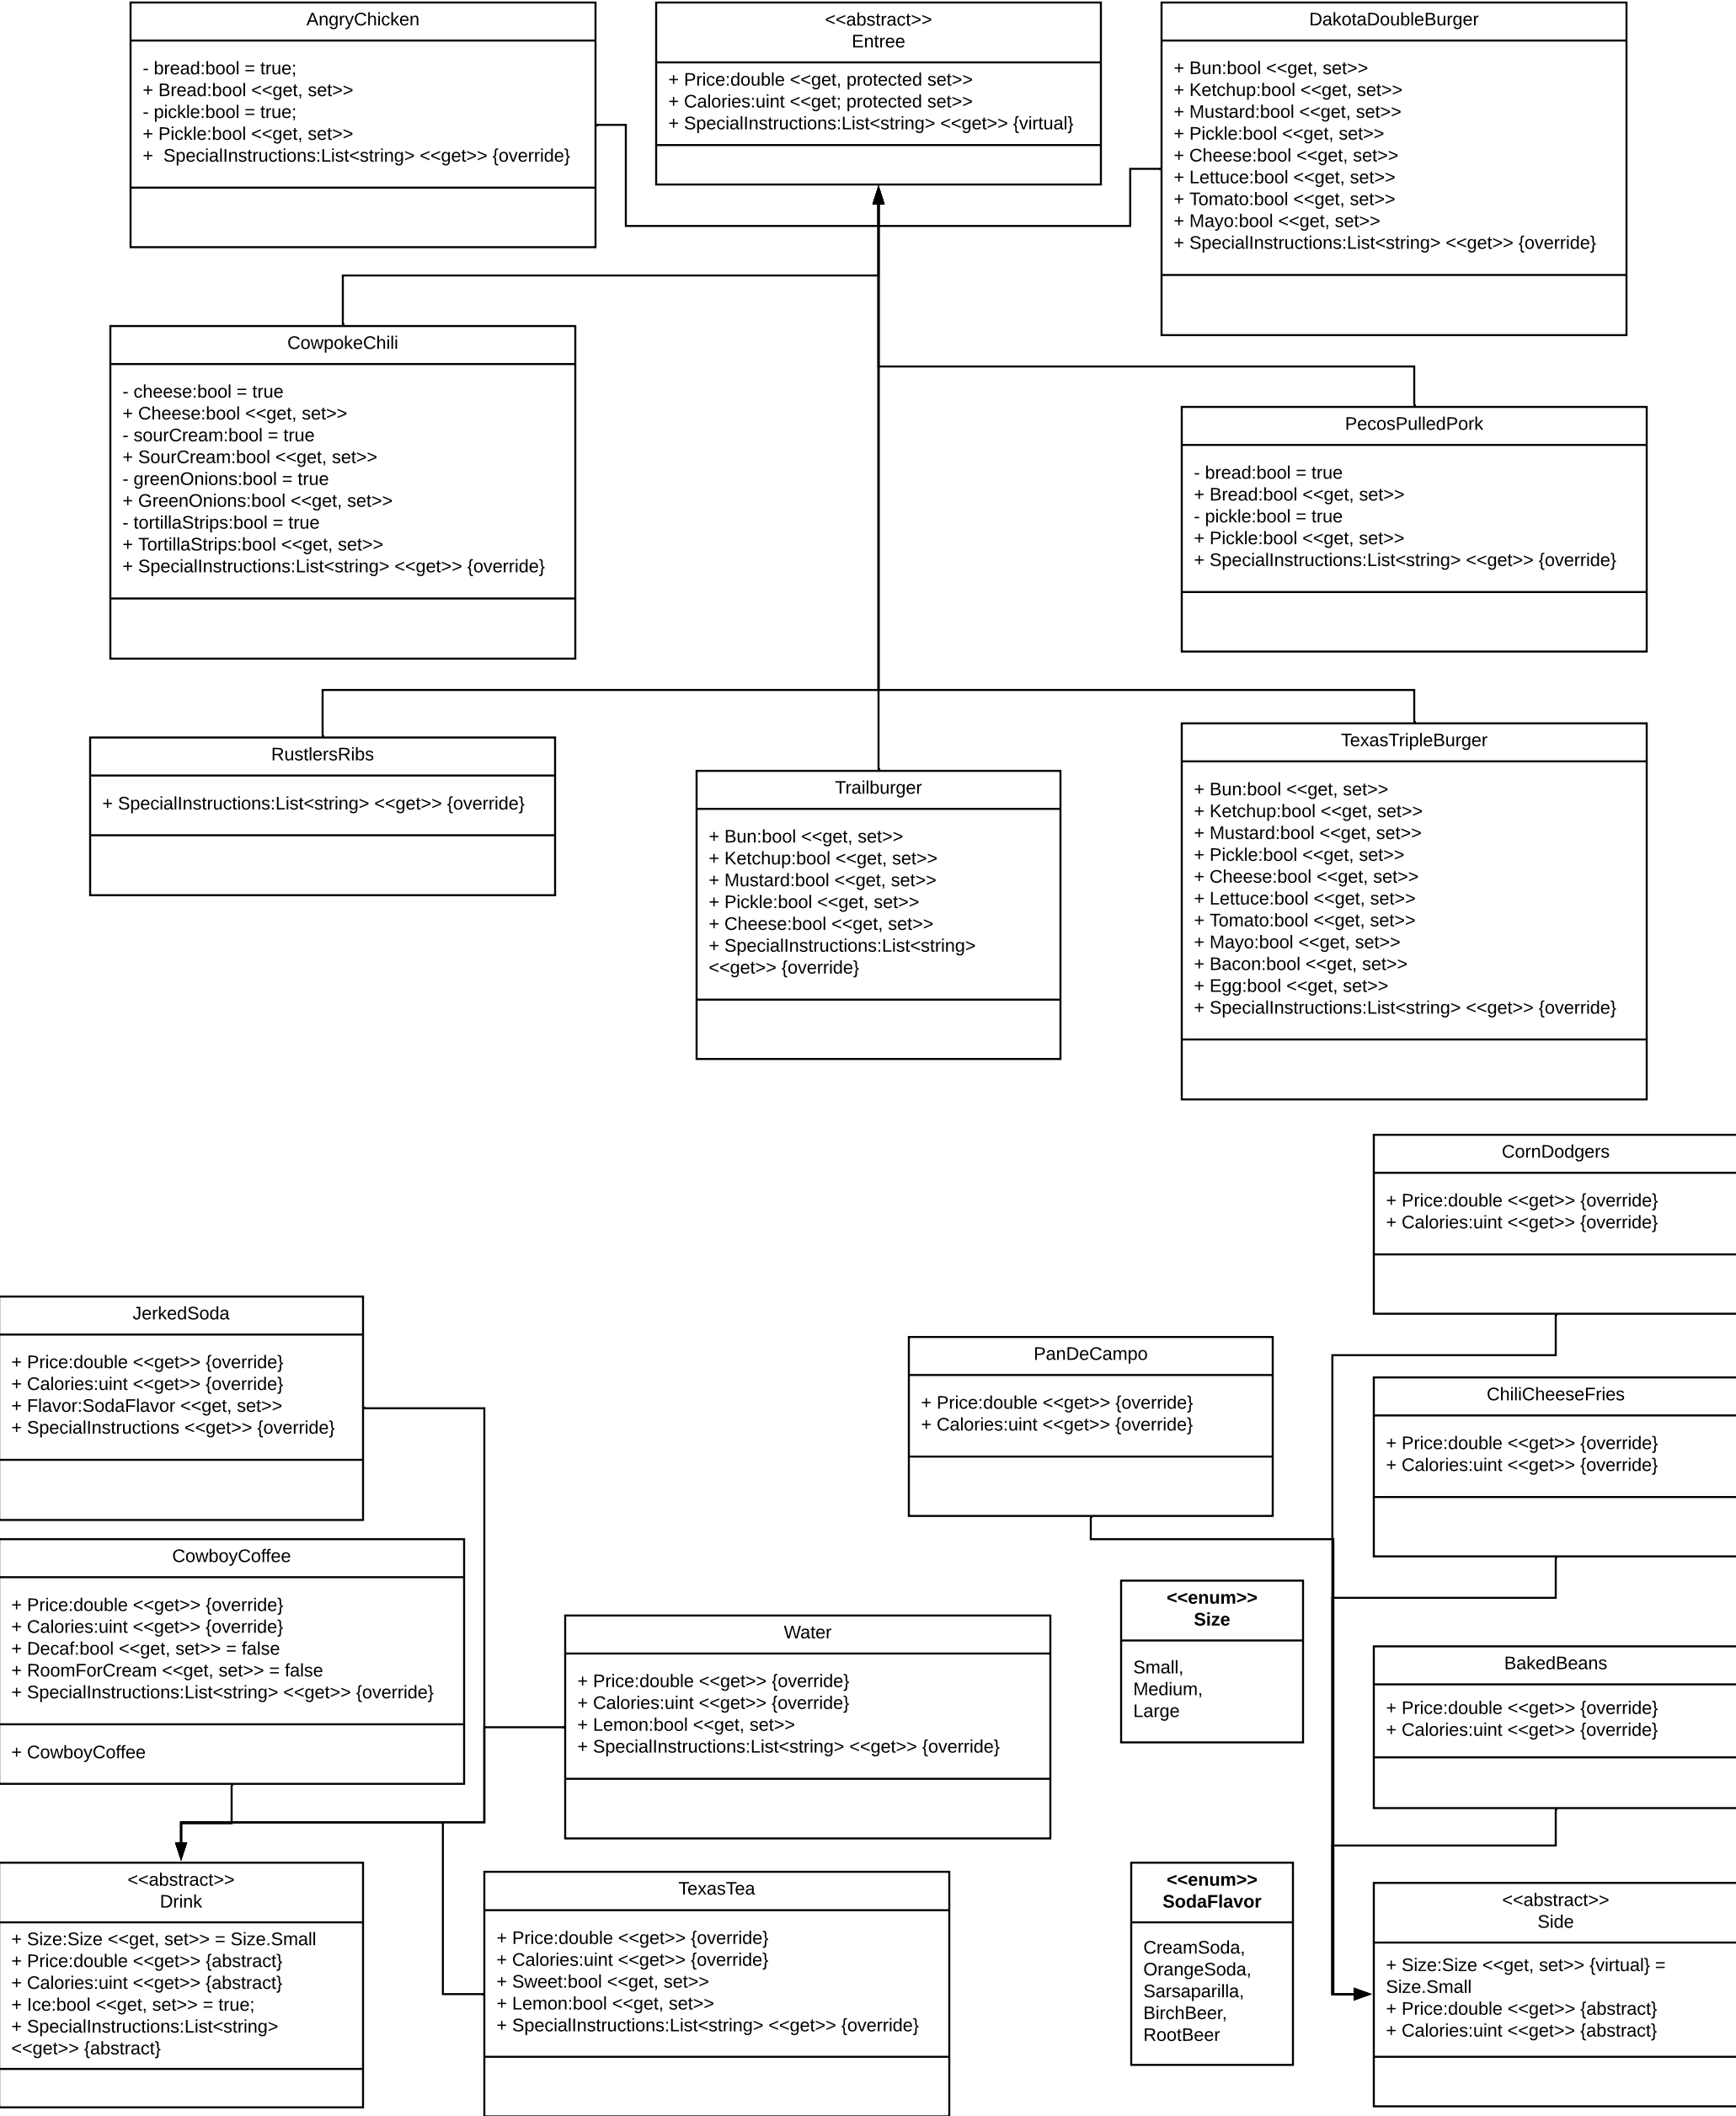 AngryChicken
- bread:bool = true;
+ Bread:bool <<get, set>>
- pickle:bool = true;
+ Pickle:bool <<get, set>>
+  SpecialInstructions:List<string> <<get>> {override}
<<abstract>>
Entree
+ Price:double <<get, protected set>>
+ Calories:uint <<get; protected set>>
+ SpecialInstructions:List<string> <<get>> {virtual}
DakotaDoubleBurger
+ Bun:bool <<get, set>>
+ Ketchup:bool <<get, set>>
+ Mustard:bool <<get, set>>
+ Pickle:bool <<get, set>>
+ Cheese:bool <<get, set>>
+ Lettuce:bool <<get, set>>
+ Tomato:bool <<get, set>>
+ Mayo:bool <<get, set>>
+ SpecialInstructions:List<string> <<get>> {override}
CowpokeChili
- cheese:bool = true
+ Cheese:bool <<get, set>>
- sourCream:bool = true
+ SourCream:bool <<get, set>>
- greenOnions:bool = true
+ GreenOnions:bool <<get, set>>
- tortillaStrips:bool = true
+ TortillaStrips:bool <<get, set>>
+ SpecialInstructions:List<string> <<get>> {override}
PecosPulledPork
- bread:bool = true
+ Bread:bool <<get, set>>
- pickle:bool = true
+ Pickle:bool <<get, set>>
+ SpecialInstructions:List<string> <<get>> {override}
RustlersRibs
+ SpecialInstructions:List<string> <<get>> {override}
Trailburger
+ Bun:bool <<get, set>>
+ Ketchup:bool <<get, set>>
+ Mustard:bool <<get, set>>
+ Pickle:bool <<get, set>>
+ Cheese:bool <<get, set>>
+ SpecialInstructions:List<string>
<<get>> {override}
TexasTripleBurger
+ Bun:bool <<get, set>>
+ Ketchup:bool <<get, set>>
+ Mustard:bool <<get, set>>
+ Pickle:bool <<get, set>>
+ Cheese:bool <<get, set>>
+ Lettuce:bool <<get, set>>
+ Tomato:bool <<get, set>>
+ Mayo:bool <<get, set>>
+ Bacon:bool <<get, set>>
+ Egg:bool <<get, set>>
+ SpecialInstructions:List<string> <<get>> {override}
CornDodgers
+ Price:double <<get>> {override}
+ Calories:uint <<get>> {override}
JerkedSoda
+ Price:double <<get>> {override}
+ Calories:uint <<get>> {override}
+ Flavor:SodaFlavor <<get, set>>
+ SpecialInstructions <<get>> {override}
PanDeCampo
+ Price:double <<get>> {override}
+ Calories:uint <<get>> {override}
ChiliCheeseFries
+ Price:double <<get>> {override}
+ Calories:uint <<get>> {override}
CowboyCoffee
+ Price:double <<get>> {override}
+ Calories:uint <<get>> {override}
+ Decaf:bool <<get, set>> = false
+ RoomForCream <<get, set>> = false
+ SpecialInstructions:List<string> <<get>> {override}
+ CowboyCoffee
Water
+ Price:double <<get>> {override}
+ Calories:uint <<get>> {override}
+ Lemon:bool <<get, set>>
+ SpecialInstructions:List<string> <<get>> {override}
<<enum>>
Size
Small,
Medium,
Large
BakedBeans
+ Price:double <<get>> {override}
+ Calories:uint <<get>> {override}
<<abstract>>
Drink
+ Size:Size <<get, set>> = Size.Small
+ Price:double <<get>> {abstract}
+ Calories:uint <<get>> {abstract}
+ Ice:bool <<get, set>> = true;
+ SpecialInstructions:List<string>
<<get>> {abstract}
TexasTea
+ Price:double <<get>> {override}
+ Calories:uint <<get>> {override}
+ Sweet:bool <<get, set>>
+ Lemon:bool <<get, set>>
+ SpecialInstructions:List<string> <<get>> {override}
<<enum>>
SodaFlavor
CreamSoda,
OrangeSoda,
Sarsaparilla,
BirchBeer,
RootBeer
<<abstract>>
Side
+ Size:Size <<get, set>> {virtual} =
Size.Small
+ Price:double <<get>> {abstract}
+ Calories:uint <<get>> {abstract}